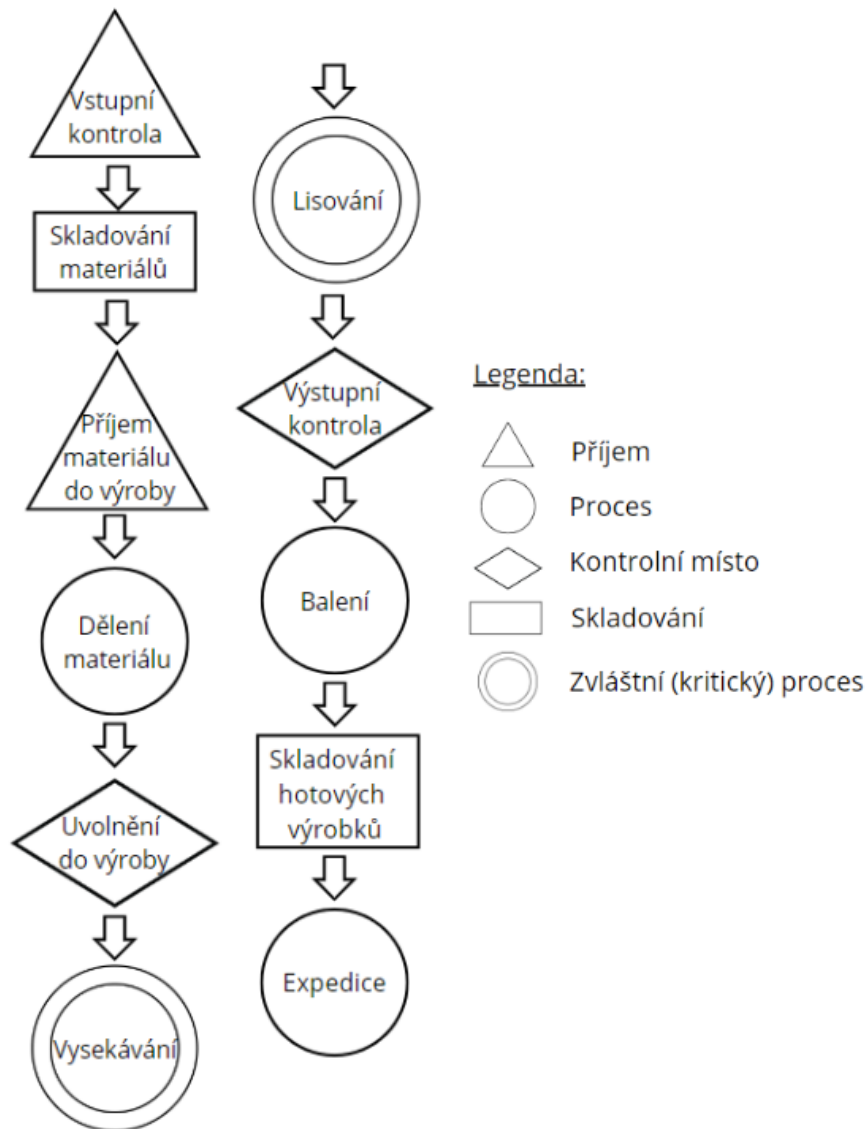 Vstupní
kontrola
Skladování
materiálů
Příjem
materiálu
do výroby
Dělení
materiálu
Uvolnění
do výroby
Vysekávání
Lisování
Výstupní
kontrola
Balení
Skladování
hotových
výrobků
Expedice
Legenda:
Příjem
Proces
Kontrolní místo
Skladování
Zvláštní (kritický) proces